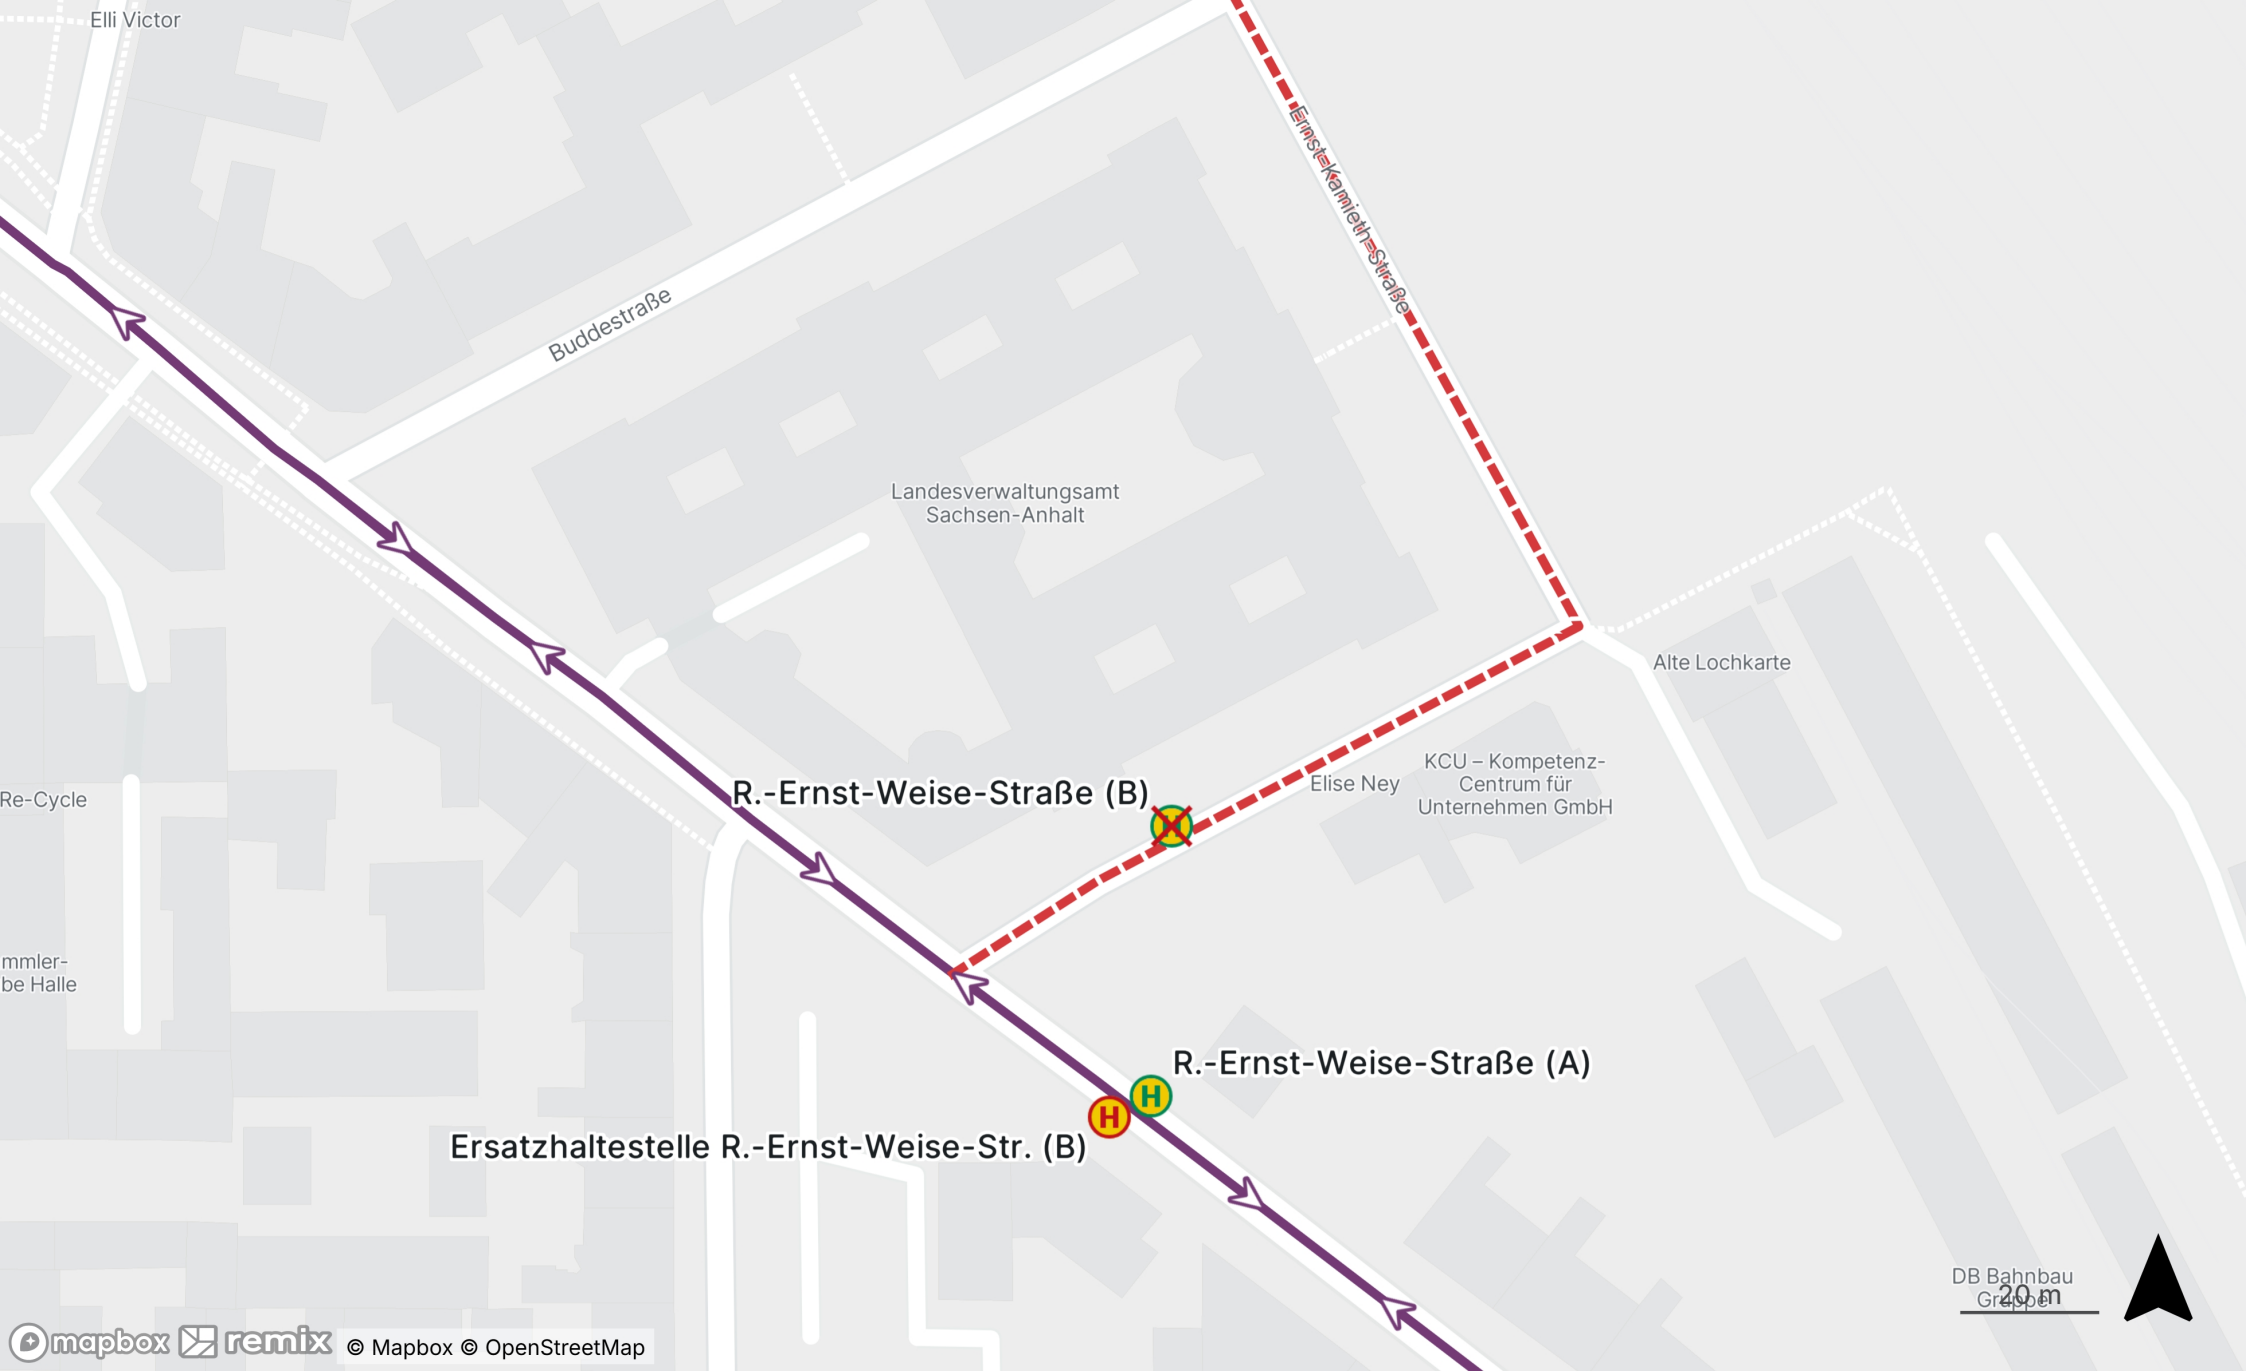 Elli Victor
Ernst-Kamieth-Straße
Buddestraße
Landesverwaltungsamt
Sachsen-Anhalt
Alte Lochkarte
R.-Ernst-Weise-Straße (B)
H
Elise Ney
KCU – Kompetenz-
Centrum für
Unternehmen GmbH
Re-Cycle
mmler-
be Halle
R.-Ernst-Weise-Straße (A)
H
H
Ersatzhaltestelle R.-Ernst-Weise-Str. (B)
DB Bahnbau
Gruppe
20 m
mapbox remix © Mapbox © OpenStreetMap